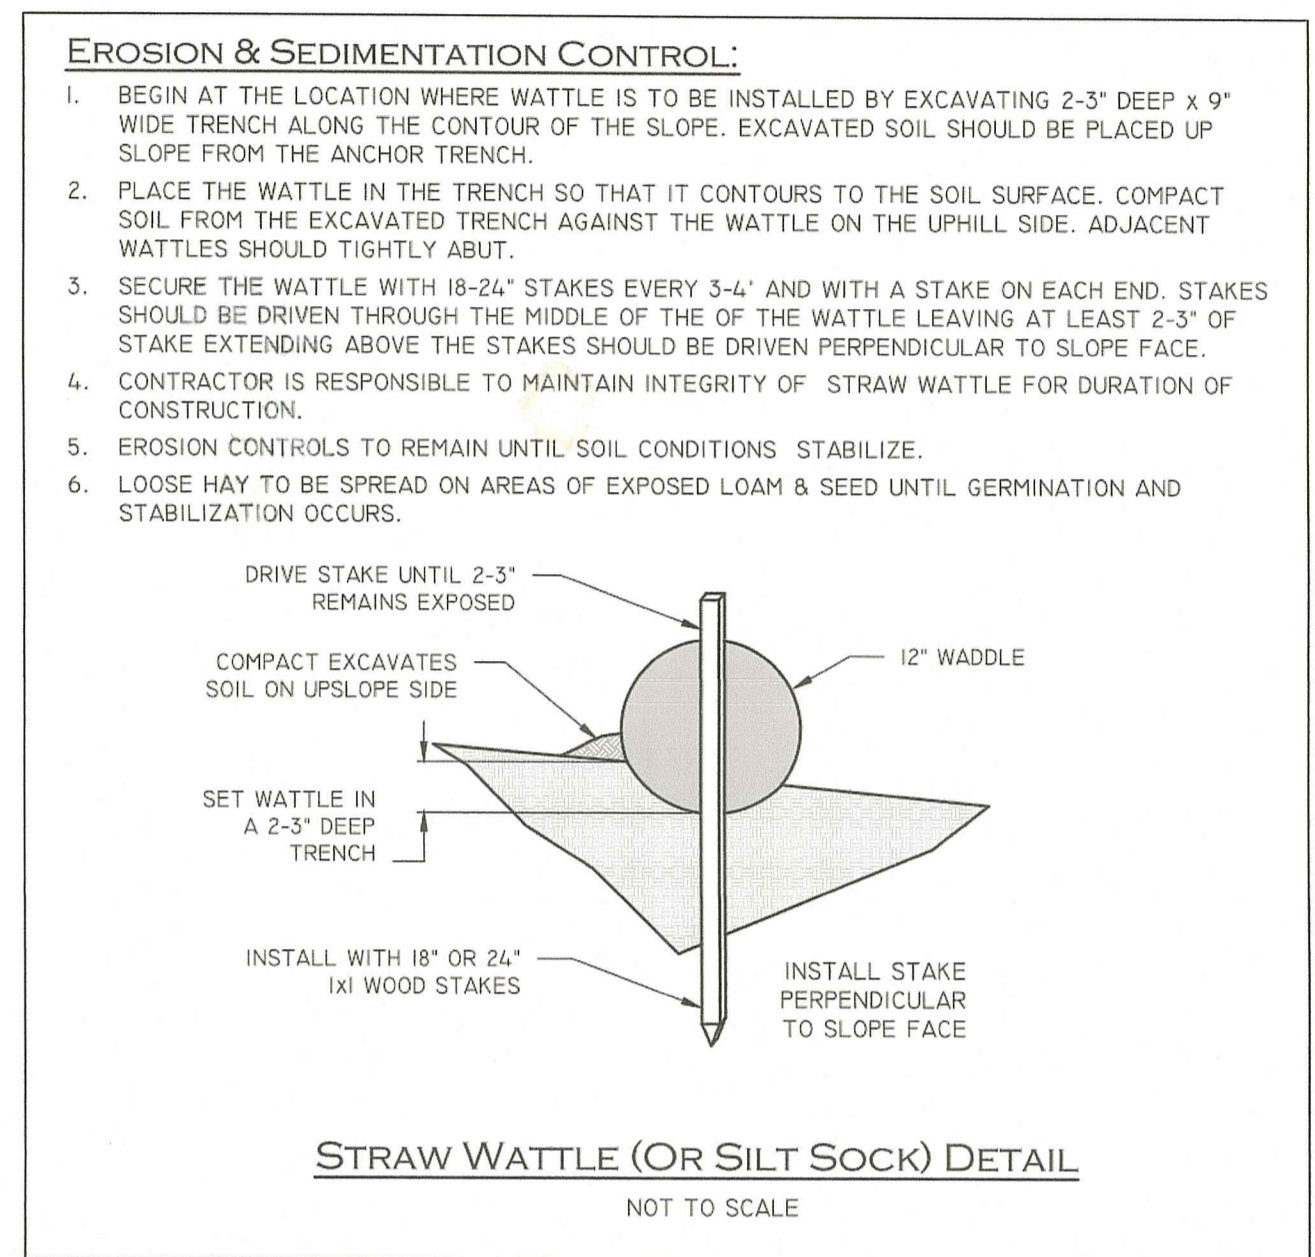 EROSION & SEDIMENTATION CONTROL:
1. BEGIN AT THE LOCATION WHERE WATTLE IS TO BE INSTALLED BY EXCAVATING 2-3" DEEP x 9"
WIDE TRENCH ALONG THE CONTOUR OF THE SLOPE. EXCAVATED SOIL SHOULD BE PLACED UP
SLOPE FROM THE ANCHOR TRENCH.
2. PLACE THE WATTLE IN THE TRENCH SO THAT IT CONTOURS TO THE SOIL SURFACE. COMPACT
SOIL FROM THE EXCAVATED TRENCH AGAINST THE WATTLE ON THE UPHILL SIDE. ADJACENT
WATTLES SHOULD TIGHTLY ABUT.
3. SECURE THE WATTLE WITH 18-24" STAKES EVERY 3-4' AND WITH A STAKE ON EACH END. STAKES
SHOULD BE DRIVEN THROUGH THE MIDDLE OF THE OF THE WATTLE LEAVING AT LEAST 2-3" OF
STAKE EXTENDING ABOVE THE STAKES SHOULD BE DRIVEN PERPENDICULAR TO SLOPE FACE.
4. CONTRACTOR IS RESPONSIBLE TO MAINTAIN INTEGRITY OF STRAW WATTLE FOR DURATION OF
CONSTRUCTION.
5. EROSION CONTROLS TO REMAIN UNTIL SOIL CONDITIONS STABILIZE.
6. LOOSE HAY TO BE SPREAD ON AREAS OF EXPOSED LOAM & SEED UNTIL GERMINATION AND
STABILIZATION OCCURS.
DRIVE STAKE UNTIL 2-3"
REMAINS EXPOSED
COMPACT EXCAVATES
SOIL ON UPSLOPE SIDE
12" WADDLE
SET WATTLE IN
A 2-3" DEEP
TRENCH
INSTALL WITH 18" OR 24"
1x1 WOOD STAKES
INSTALL STAKE
PERPENDICULAR
TO SLOPE FACE
STRAW WATTLE (OR SILT SOCK) DETAIL
NOT TO SCALE